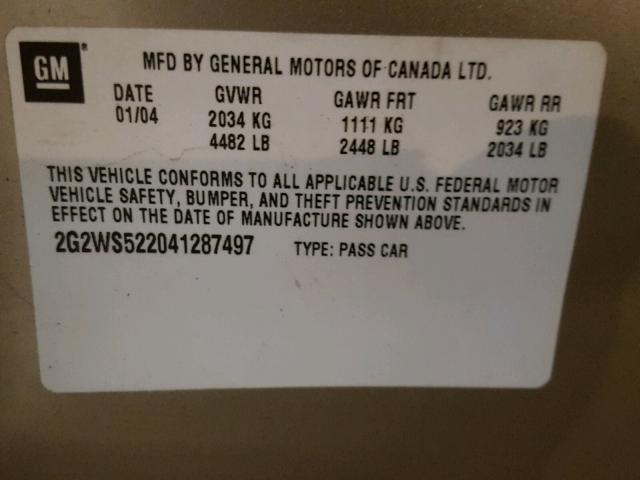 GM®
MFD BY GENERAL MOTORS OF CANADA LTD.
DATE GVWR GAWR FRT GAWR RR
01/04 2034 KG 1111 KG 923 KG
4482 LB 2448 LB 2034 LB
THIS VEHICLE CONFORMS TO ALL APPLICABLE U.S. FEDERAL MOTOR
VEHICLE SAFETY, BUMPER, AND THEFT PREVENTION STANDARDS IN
EFFECT ON THE DATE OF MANUFACTURE SHOWN ABOVE.
2G2WS522041287497 TYPE: PASS CAR